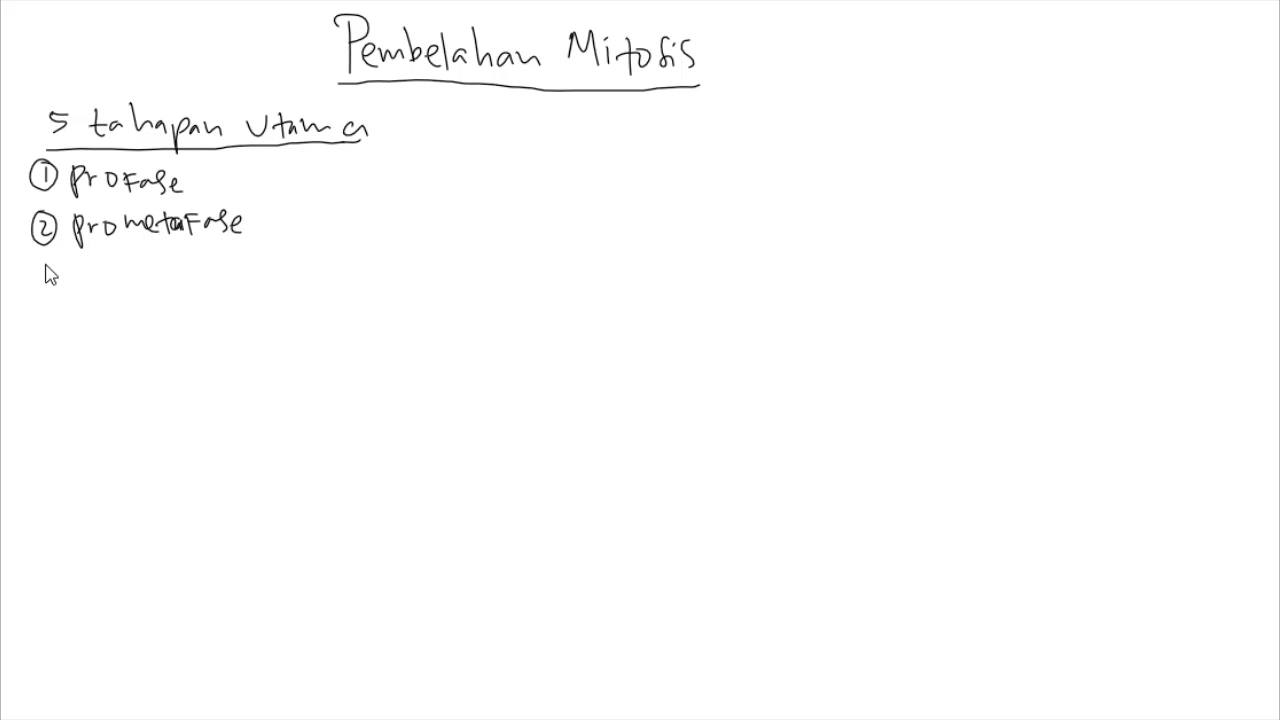 Pembelahan Mitosis
5 tahapan utama
① profase
② prometafase